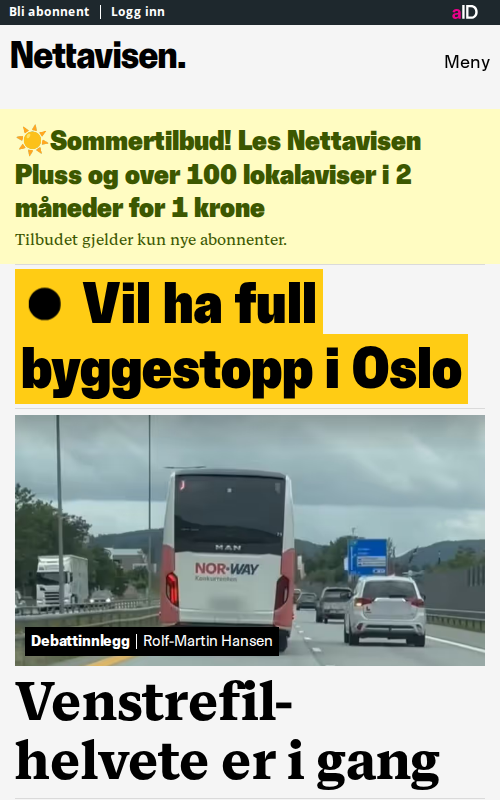 Bli abonnent | Logg inn
aID
Nettavisen.
Meny
☀️Sommertilbud! Les Nettavisen
Pluss og over 100 lokalaviser i 2
måneder for 1 krone
Tilbudet gjelder kun nye abonnenter.
● Vil ha full
byggestopp i Oslo
MAN
NOR-WAY
Debattinnlegg | Rolf-Martin Hansen
Venstrefil-
helvete er i gang